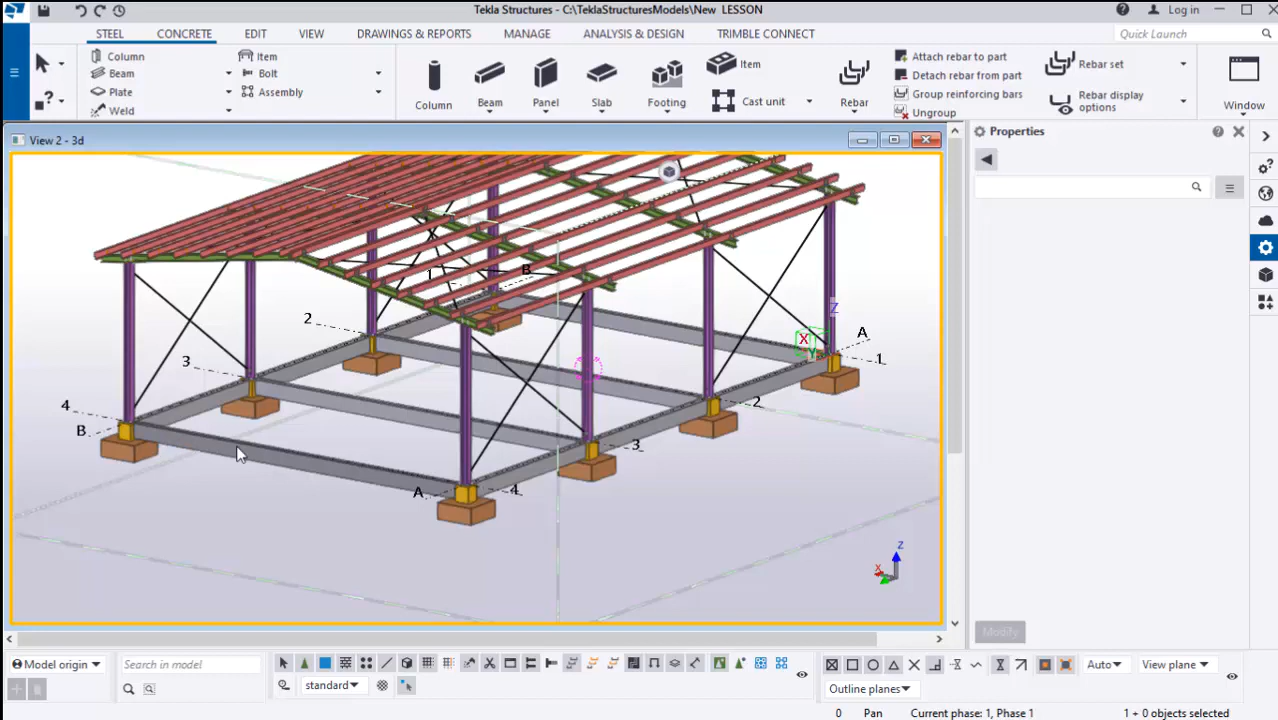 Tekla Structures - C:\TeklaStructuresModels\New  LESSON
Log in
STEEL CONCRETE EDIT VIEW DRAWINGS & REPORTS MANAGE ANALYSIS & DESIGN TRIMBLE CONNECT
Quick Launch
Column
Beam
Plate
Weld
Item
Bolt
Assembly
Column
Beam
Panel
Slab
Footing
Item
Cast unit
Rebar
Attach rebar to part
Detach rebar from part
Group reinforcing bars
Ungroup
Rebar set
Rebar display
options
Window
View 2 - 3d
Properties
1
B
2
Z
X
Y
A
1
3
2
4
B
3
A
4
Z
X
Modify
Model origin
Search in model
standard
Auto
View plane
Outline planes
0
Pan
Current phase: 1, Phase 1
1 + 0 objects selected